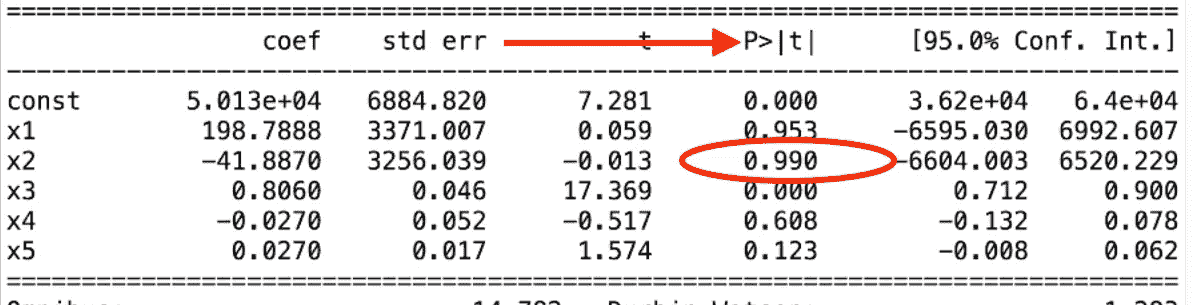 coef std err t P>|t| [95.0% Conf. Int.]
const 5.013e+04 6884.820 7.281 0.000 3.62e+04 6.4e+04
x1 198.7888 3371.007 0.059 0.953 -6595.030 6992.607
x2 -41.8870 3256.039 -0.013 0.990 -6604.003 6520.229
x3 0.8060 0.046 17.369 0.000 0.712 0.900
x4 -0.0270 0.052 -0.517 0.608 -0.132 0.078
x5 0.0270 0.017 1.574 0.123 -0.008 0.062